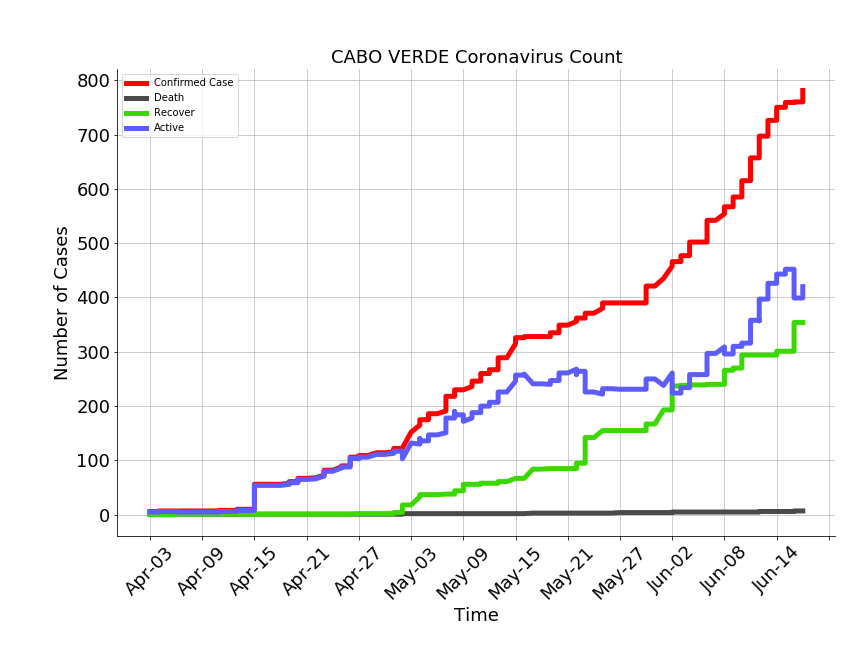 CABO VERDE Coronavirus Count
Confirmed Case
Death
Recover
Active
Number of Cases
800
700
600
500
400
300
200
100
0
Apr-03 Apr-09 Apr-15 Apr-21 Apr-27 May-03 May-09 May-15 May-21 May-27 Jun-02 Jun-08 Jun-14
Time